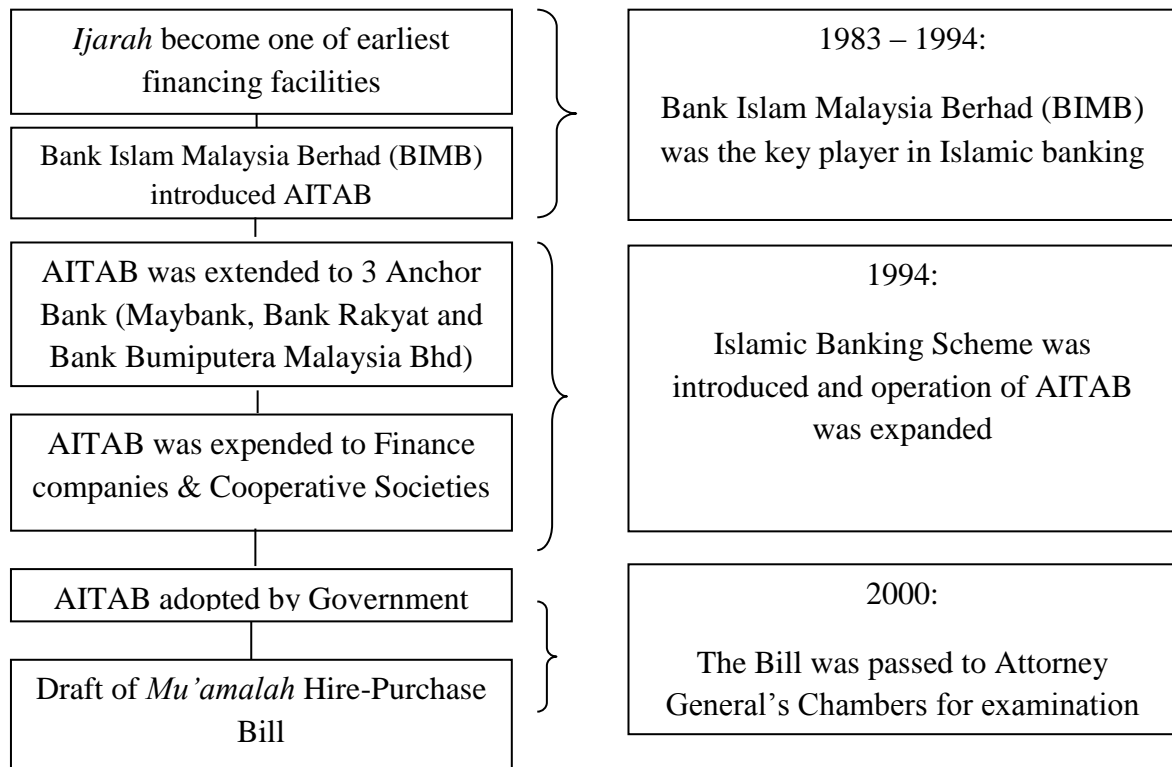 Ijarah become one of earliest
financing facilities
Bank Islam Malaysia Berhad (BIMB)
introduced AITAB
1983 – 1994:
Bank Islam Malaysia Berhad (BIMB)
was the key player in Islamic banking
AITAB was extended to 3 Anchor
Bank (Maybank, Bank Rakyat and
Bank Bumiputera Malaysia Bhd)
AITAB was expended to Finance
companies & Cooperative Societies
1994:
Islamic Banking Scheme was
introduced and operation of AITAB
was expanded
AITAB adopted by Government
Draft of Mu’amalah Hire-Purchase
Bill
2000:
The Bill was passed to Attorney
General’s Chambers for examination